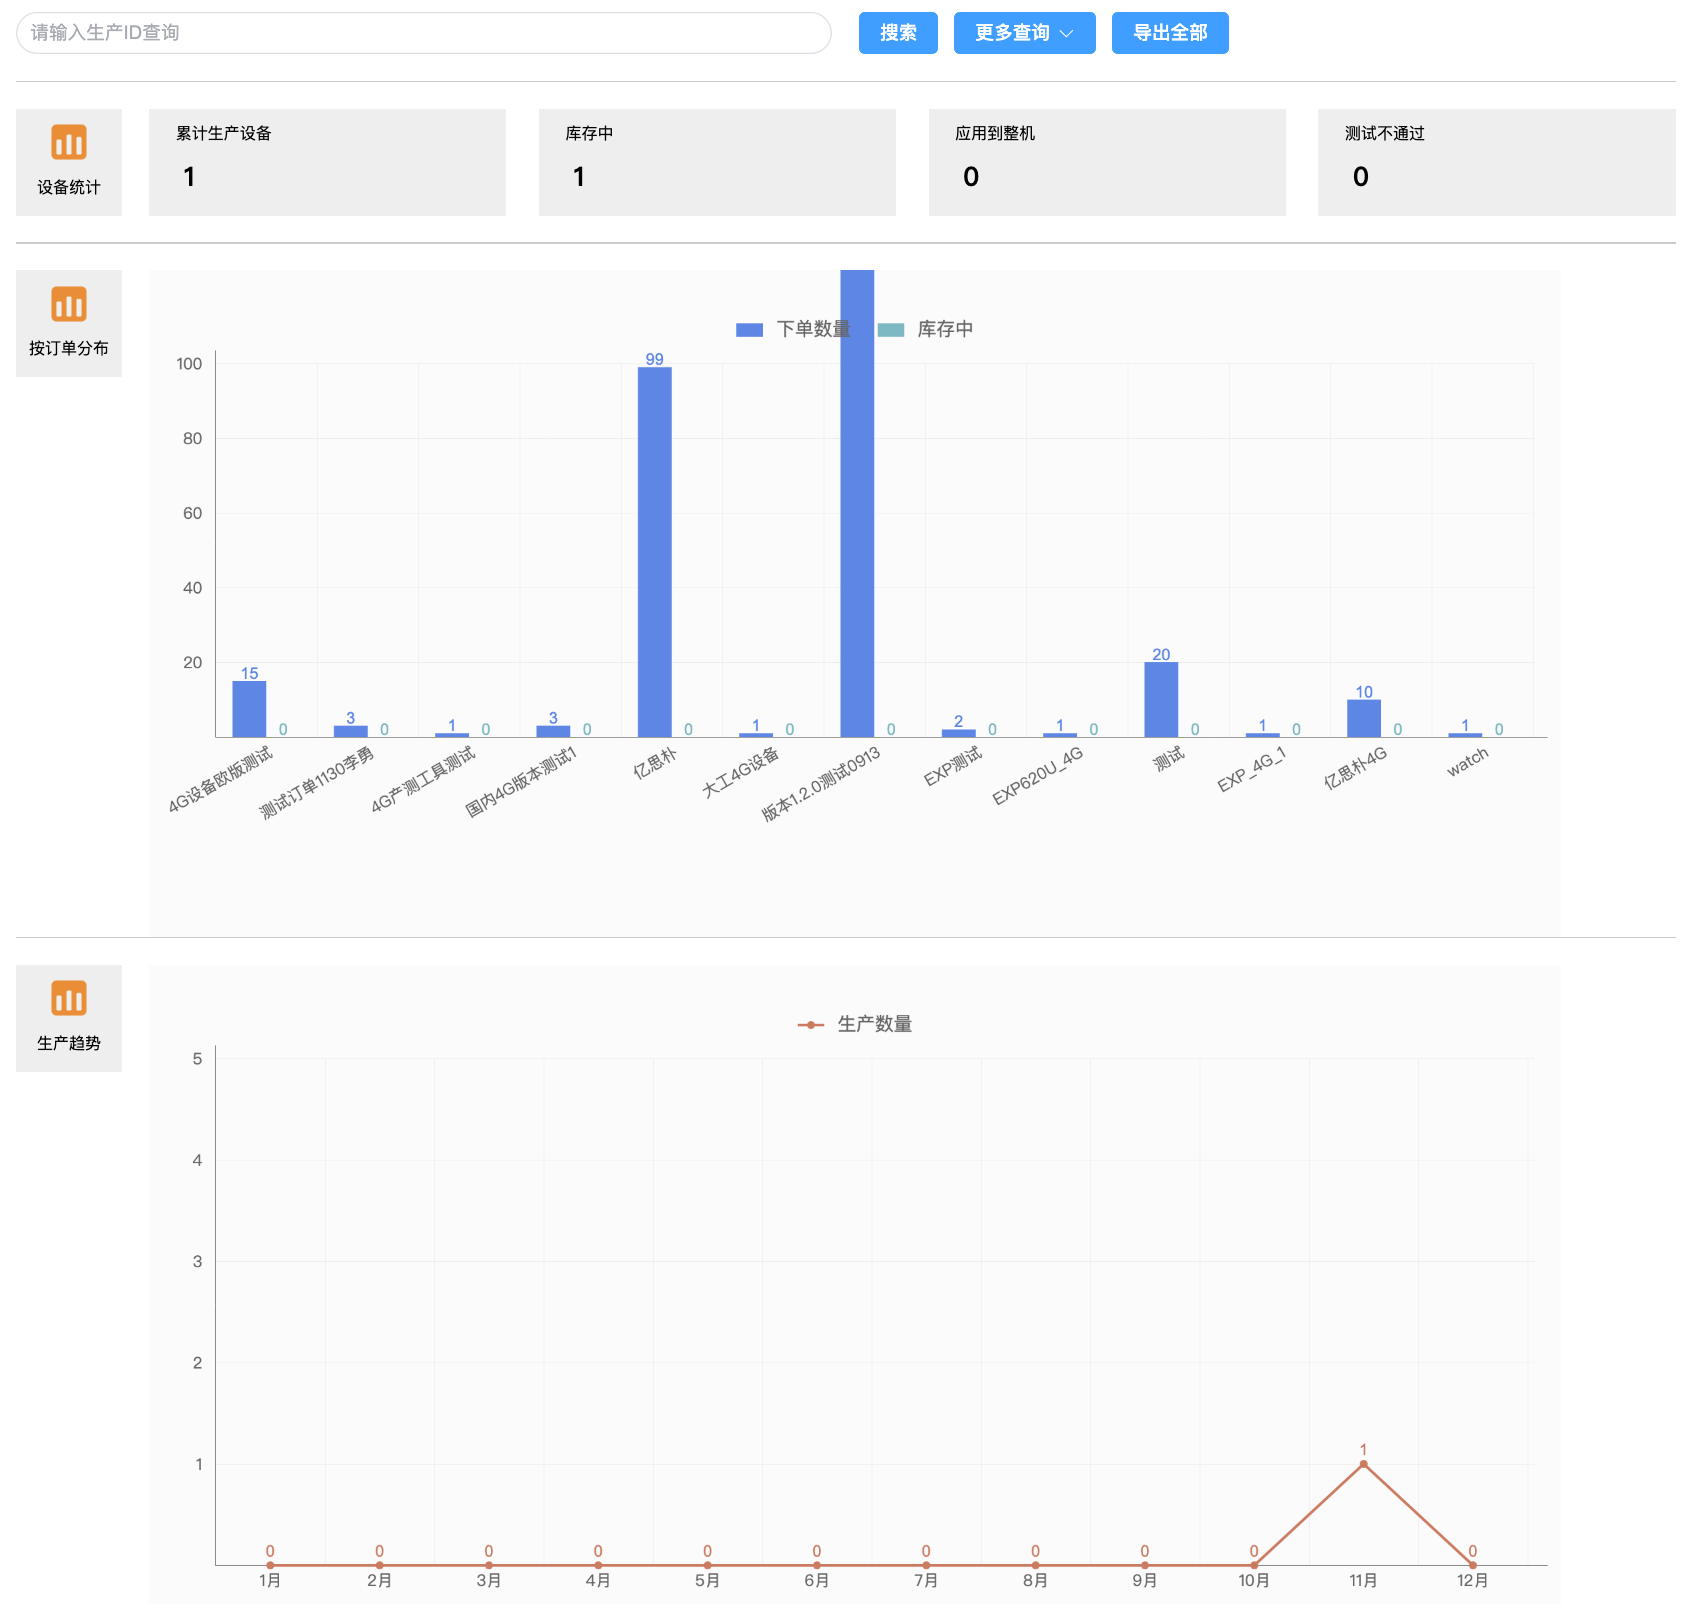 请输入生产ID查询
搜索
更多查询
导出全部
设备统计
累计生产设备
1
库存中
1
应用到整机
0
测试不通过
0
按订单分布
下单数量
库存中
100
80
60
40
20
15 0 3 0 1 0 3 0 99 0 1 0 0 2 0 1 0 20 0 1 0 10 0 1 0
4G设备欧版测试
测试订单1130李勇
4G产测工具测试
国内4G版本测试1
亿思朴
大工4G设备
版本1.2.0测试0913
EXP测试
EXP620U_4G
测试
EXP_4G_1
亿思朴4G
watch
生产趋势
生产数量
5
4
3
2
1
0 0 0 0 0 0 0 0 0 0 1 0
1月 2月 3月 4月 5月 6月 7月 8月 9月 10月 11月 12月